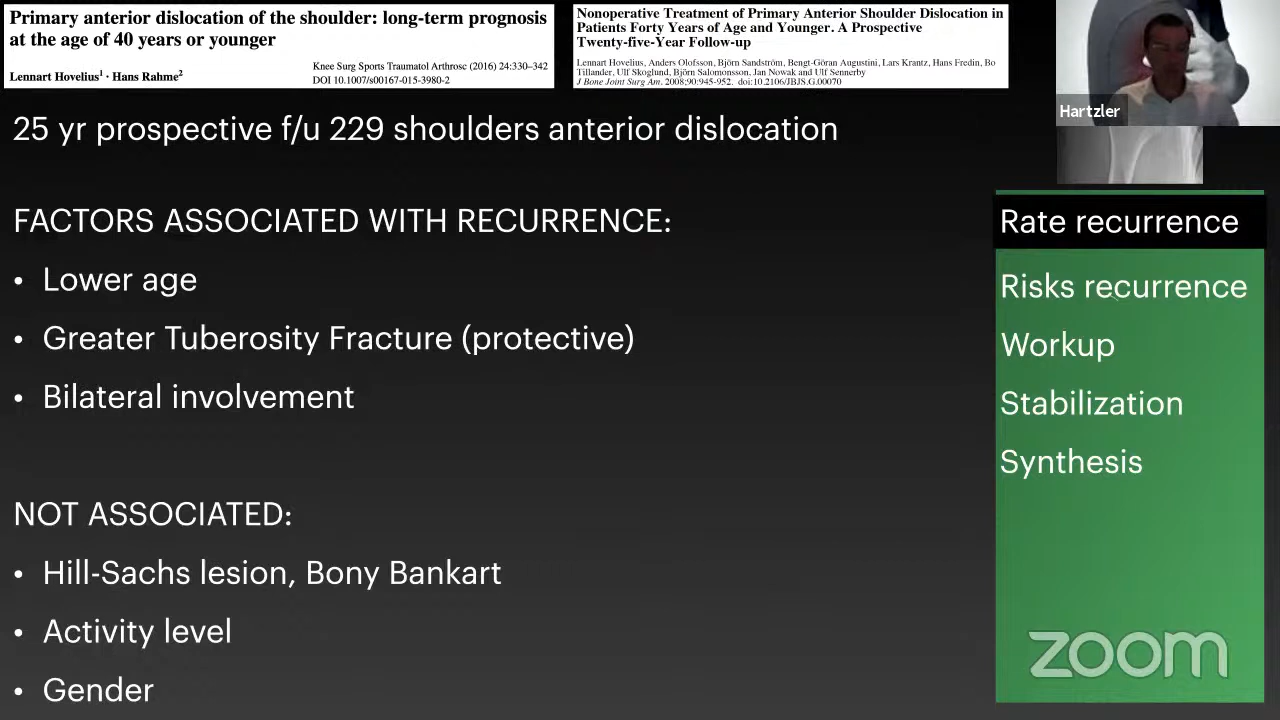 Primary anterior dislocation of the shoulder: long-term prognosis
at the age of 40 years or younger
Knee Surg Sports Traumatol Arthrosc (2016) 24:330–342
Lennart Hovelius1 · Hans Rahme2
DOI 10.1007/s00167-015-3980-2
Nonoperative Treatment of Primary Anterior Shoulder Dislocation in
Patients Forty Years of Age and Younger. A Prospective
Twenty-five-Year Follow-up
Lennart Hovelius, Anders Olofsson, Björn Sandström, Bengt-Göran Augustini, Lars Krantz, Hans Fredin, Bo
Tillander, Ulf Skoglund, Björn Salomonsson, Jan Nowak and Ulf Sennerby
J Bone Joint Surg Am. 2008;90:945-952. doi:10.2106/JBJS.G.00070
Hartzler
25 yr prospective f/u 229 shoulders anterior dislocation
FACTORS ASSOCIATED WITH RECURRENCE:
• Lower age
• Greater Tuberosity Fracture (protective)
• Bilateral involvement
NOT ASSOCIATED:
• Hill-Sachs lesion, Bony Bankart
• Activity level
• Gender
Rate recurrence
Risks recurrence
Workup
Stabilization
Synthesis
zoom